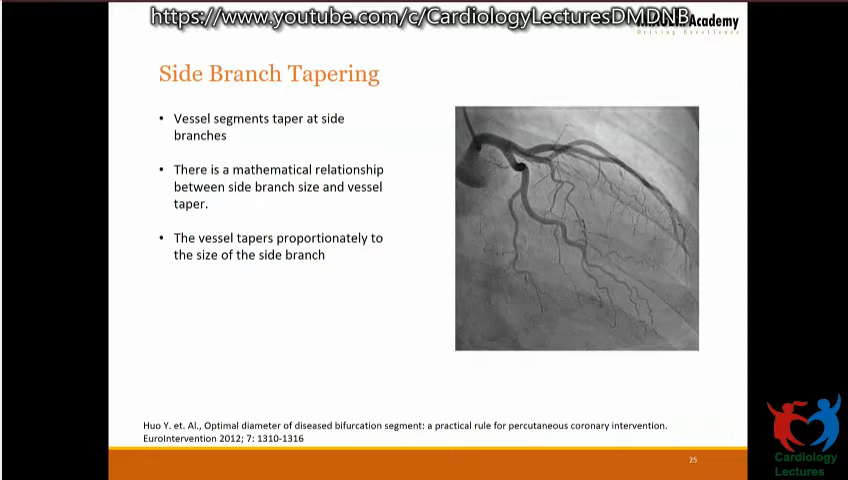 https://www.youtube.com/c/CardiologyLecturesDMDNB
Academy
Driving Excellence
Side Branch Tapering
• Vessel segments taper at side
branches
• There is a mathematical relationship
between side branch size and vessel
taper.
• The vessel tapers proportionately to
the size of the side branch
Huo Y. et. Al., Optimal diameter of diseased bifurcation segment: a practical rule for percutaneous coronary intervention.
EuroIntervention 2012; 7: 1310-1316
25
Cardiology
Lectures